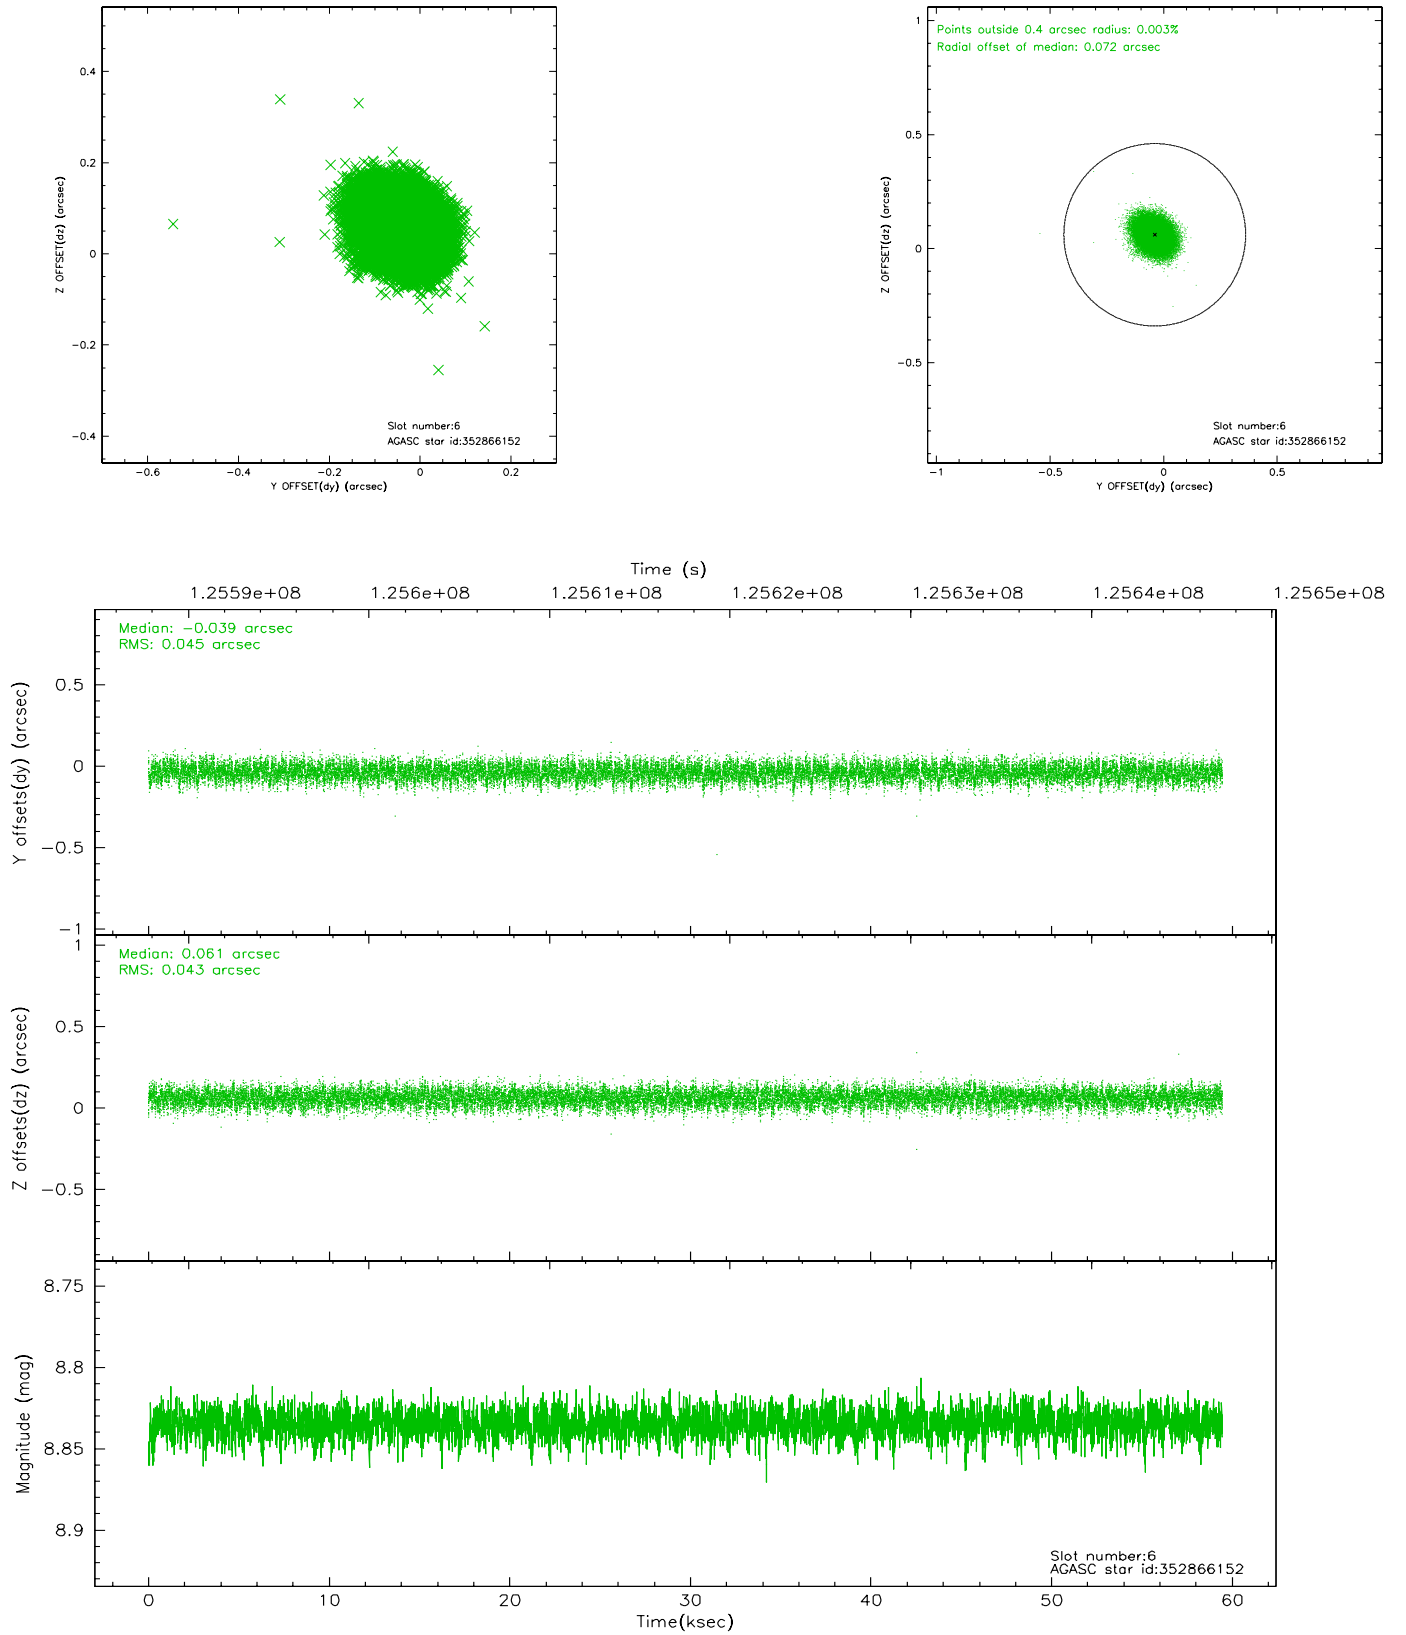 0.4
0.2
0
−0.2
−0.4
−0.6
−0.4
−0.2
0
0.2
Z OFFSET(dz) (arcsec)
Y OFFSET(dy) (arcsec)
Slot number:6
AGASC star id:352866152
Points outside 0.4 arcsec radius: 0.003%
Radial offset of median: 0.072 arcsec
1
0.5
0
−0.5
−1
−0.5
0
0.5
Z OFFSET(dz) (arcsec)
Y OFFSET(dy) (arcsec)
Slot number:6
AGASC star id:352866152
Time (s)
1.2559e+08
1.256e+08
1.2561e+08
1.2562e+08
1.2563e+08
1.2564e+08
1.2565e+08
Median: −0.039 arcsec
RMS: 0.045 arcsec
0.5
0
−0.5
−1
Y offsets(dy) (arcsec)
Median: 0.061 arcsec
RMS: 0.043 arcsec
1
0.5
0
−0.5
Z offsets(dz) (arcsec)
8.75
8.8
8.85
8.9
Magnitude (mag)
Slot number:6
AGASC star id:352866152
0
10
20
30
40
50
60
Time(ksec)